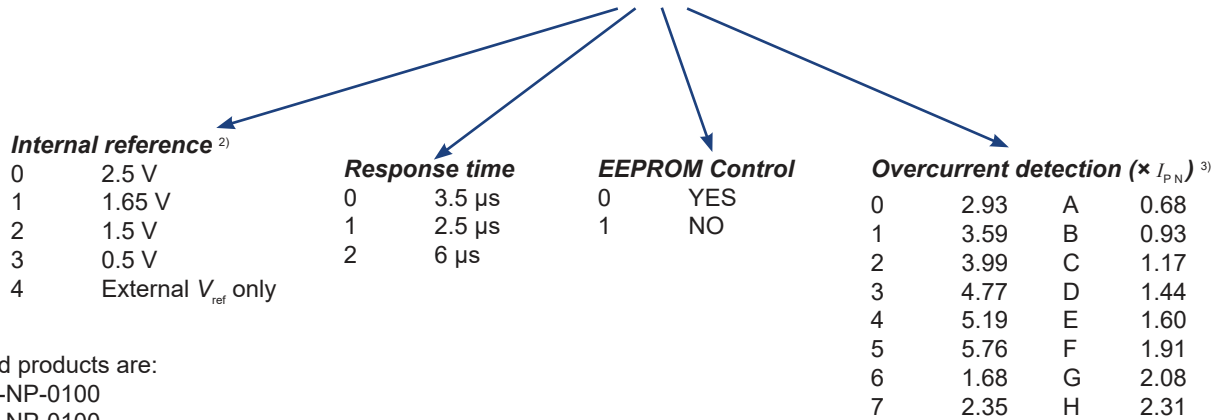 Internal reference 2)
0 2.5 V
1 1.65 V
2 1.5 V
3 0.5 V
4 External Vref only
Response time
0 3.5 µs
1 2.5 µs
2 6 µs
EEPROM Control
0 YES
1 NO
Overcurrent detection (× IPN) 3)
0 2.93 A 0.68
1 3.59 B 0.93
2 3.99 C 1.17
3 4.77 D 1.44
4 5.19 E 1.60
5 5.76 F 1.91
6 1.68 G 2.08
7 2.35 H 2.31
d products are:
-NP-0100
-NP-0100